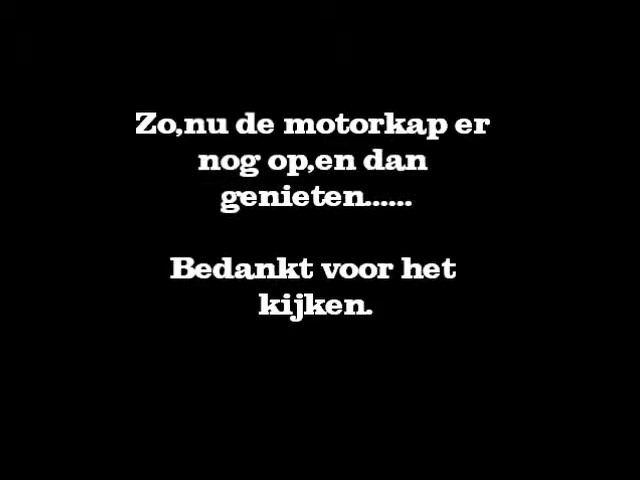 Zo,nu de motorkap er
nog op,en dan
genieten......
Bedankt voor het
kijken.